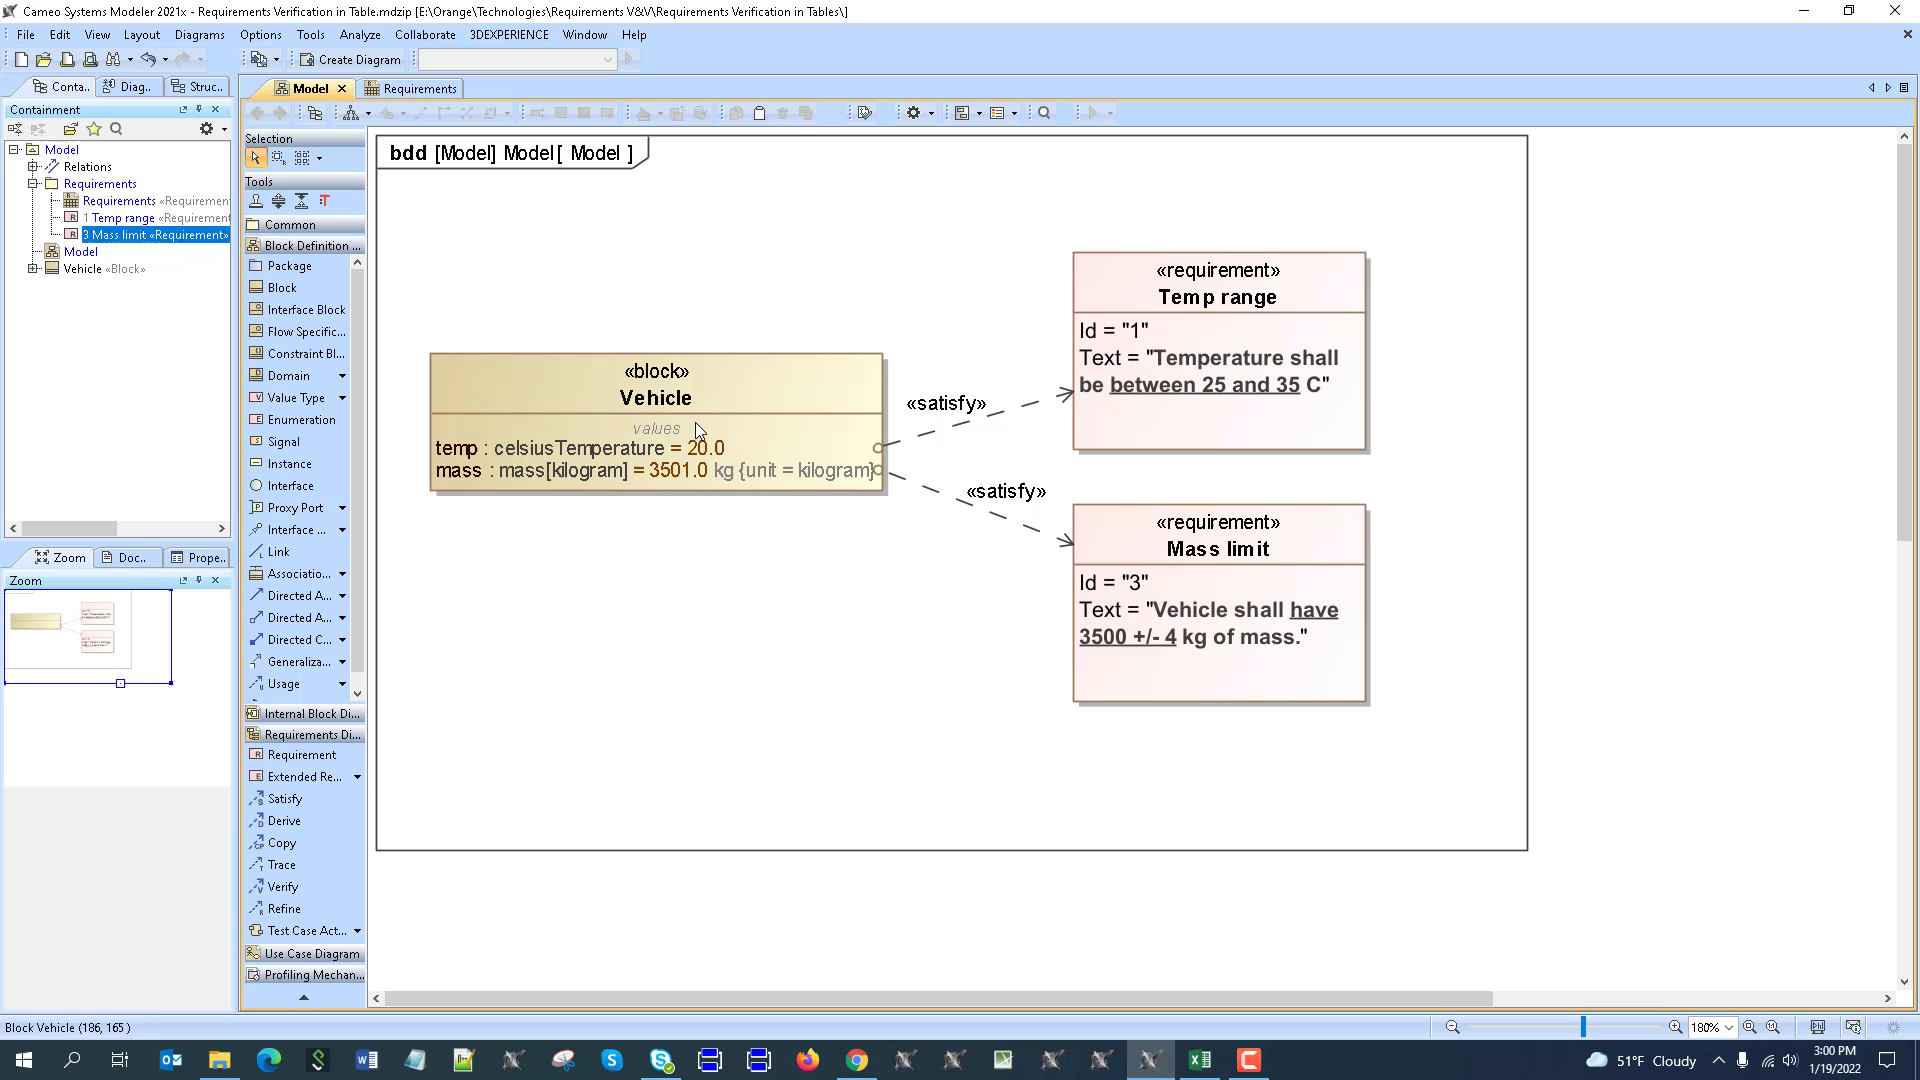 Cameo Systems Modeler 2021x - Requirements Verification in Table.mdzip [E:\Orange\Technologies\Requirements V&V\Requirements Verification in Tables\]
File Edit View Layout Diagrams Options Tools Analyze Collaborate 3DEXPERIENCE Window Help
Create Diagram
Conta.. Diag.. Struc..
Model Requirements
Containment
Model
Relations
Requirements
Requirements «Requiremen
1 Temp range «Requirement
3 Mass limit «Requirement»
Model
Vehicle «Block»
Zoom Doc.. Prope..
Zoom
Selection
Tools
Common
Block Definition ...
Package
Block
Interface Block
Flow Specific...
Constraint Bl...
Domain
Value Type
Enumeration
Signal
Instance
Interface
Proxy Port
Interface ...
Link
Associatio...
Directed A...
Directed A...
Directed C...
Generaliza...
Usage
Internal Block Di...
Requirements Di...
Requirement
Extended Re...
Satisfy
Derive
Copy
Trace
Verify
Refine
Test Case Act...
Use Case Diagram
Profiling Mechan...
bdd [Model] Model[ Model ]
«block»
Vehicle
values
temp : celsiusTemperature = 20.0
mass : mass[kilogram] = 3501.0 kg {unit = kilogram}
«satisfy»
«satisfy»
«requirement»
Temp range
Id = "1"
Text = "Temperature shall
be between 25 and 35 C"
«requirement»
Mass limit
Id = "3"
Text = "Vehicle shall have
3500 +/- 4 kg of mass."
Block Vehicle (186, 165 )
180%
51°F Cloudy
3:00 PM
1/19/2022